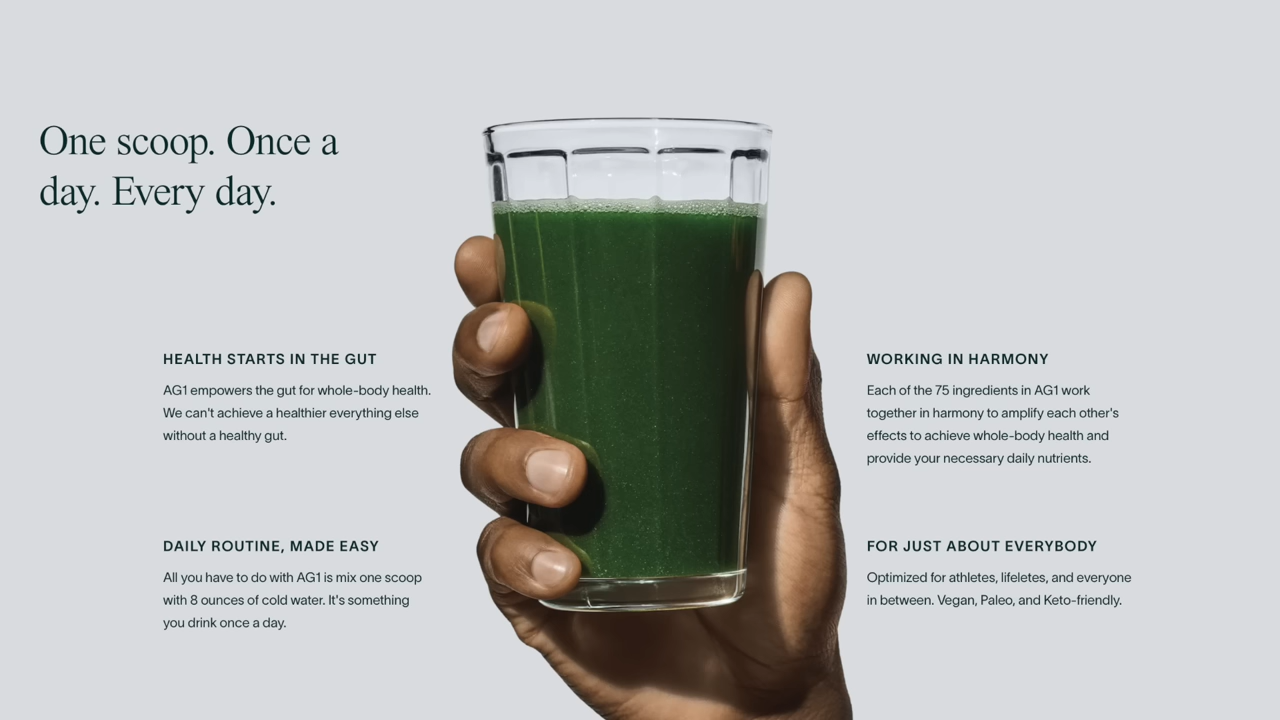 One scoop. Once a
day. Every day.
HEALTH STARTS IN THE GUT
AG1 empowers the gut for whole-body health.
We can't achieve a healthier everything else
without a healthy gut.
DAILY ROUTINE, MADE EASY
All you have to do with AG1 is mix one scoop
with 8 ounces of cold water. It's something
you drink once a day.
WORKING IN HARMONY
Each of the 75 ingredients in AG1 work
together in harmony to amplify each other's
effects to achieve whole-body health and
provide your necessary daily nutrients.
FOR JUST ABOUT EVERYBODY
Optimized for athletes, lifeletes, and everyone
in between. Vegan, Paleo, and Keto-friendly.